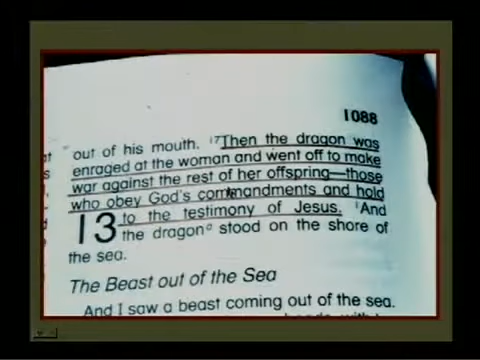 1088
out of his mouth. 17Then the dragon was
enraged at the woman and went off to make
war against the rest of her offspring—those
who obey God's commandments and hold
13 to the testimony of Jesus. 1And
the dragon a stood on the shore of
the sea.
The Beast out of the Sea
And I saw a beast coming out of the sea.